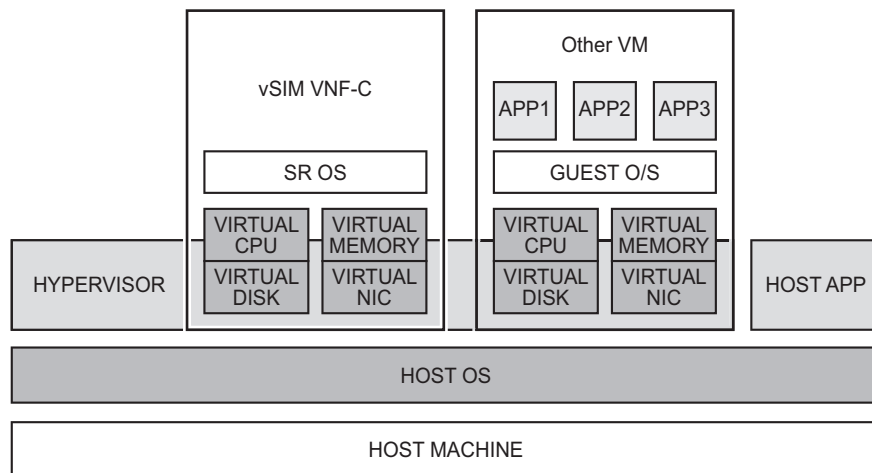 vSIM VNF-C
SR OS
VIRTUAL
CPU
VIRTUAL
MEMORY
VIRTUAL
DISK
VIRTUAL
NIC
Other VM
APP1
APP2
APP3
GUEST O/S
VIRTUAL
CPU
VIRTUAL
MEMORY
VIRTUAL
DISK
VIRTUAL
NIC
HYPERVISOR
HOST APP
HOST OS
HOST MACHINE